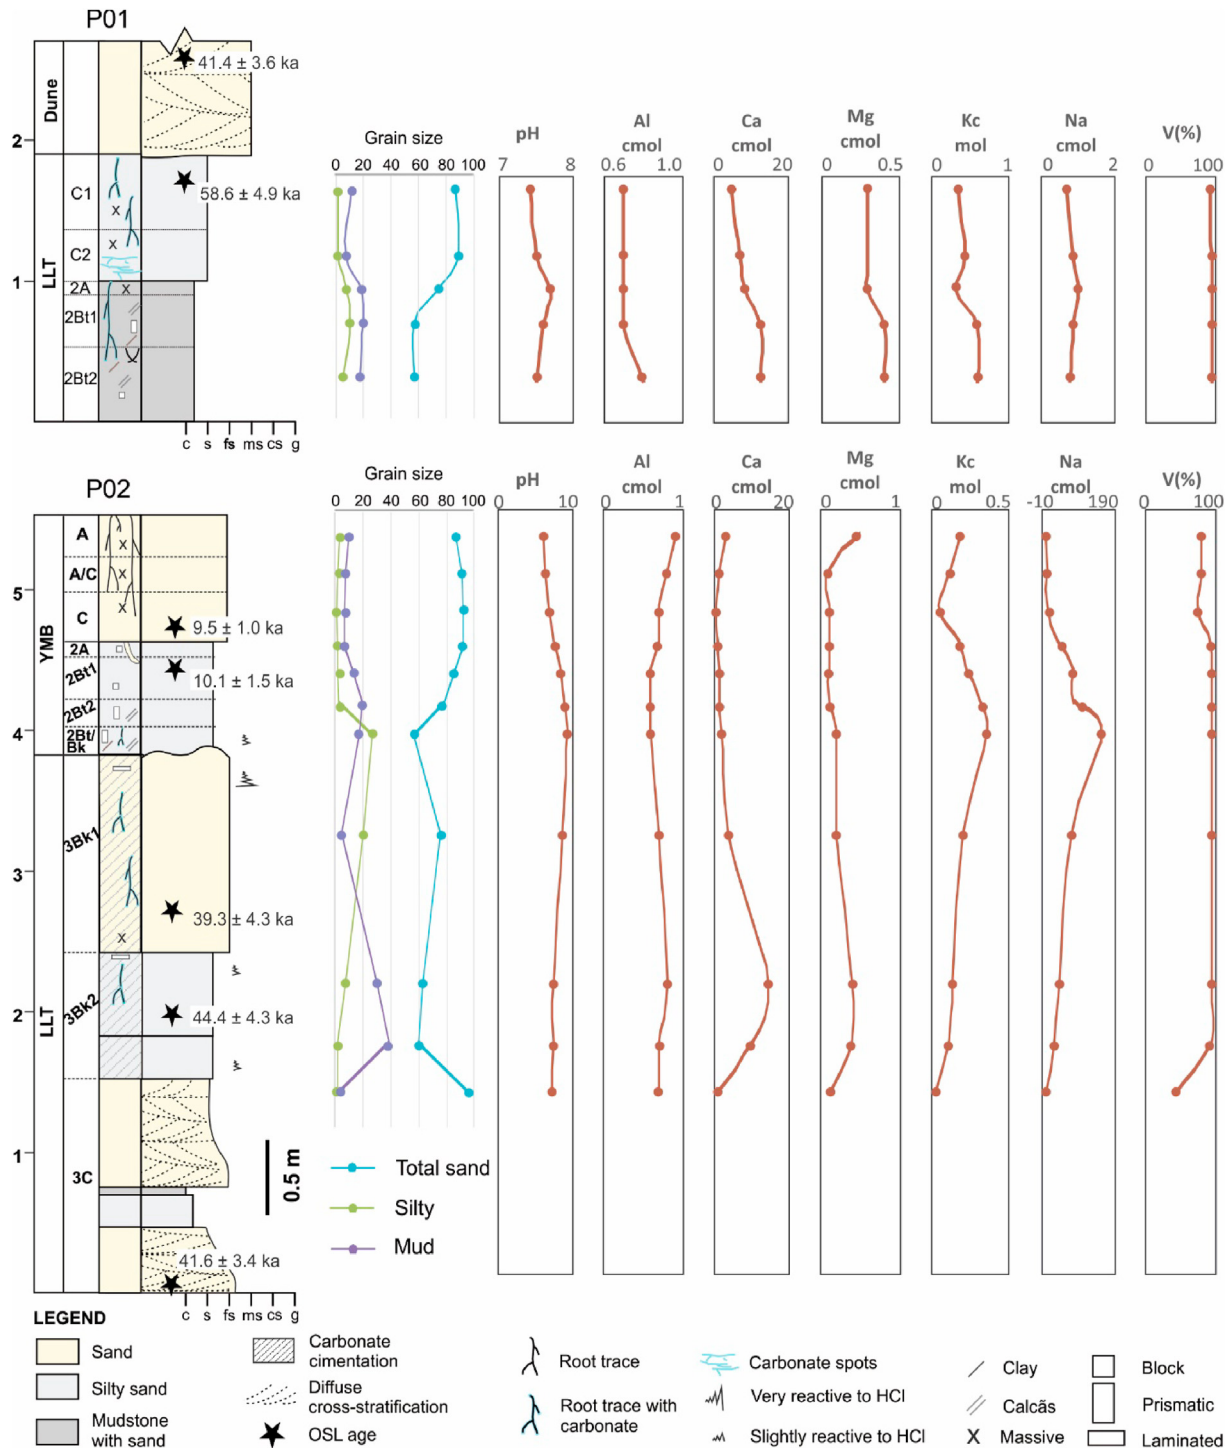 P01
41.4 ± 3.6 ka
Dune
2
Grain size
pH
Al
cmol
Ca
cmol
Mg
cmol
Kc
mol
Na
cmol
V(%)
0 20 40 60 80 100
7 8
0.6 1.0
0 20
0 0.5
0 1
0 2
0 100
C1
58.6 ± 4.9 ka
X
X
C2
LLT
1
2A
X
2Bt1
2Bt2
c s fs ms cs g
P02
Grain size
pH
Al
cmol
Ca
cmol
Mg
cmol
Kc
mol
Na
cmol
V(%)
0 20 40 60 80 100
0 10
0 1
0 20
0 1
0 0.5
-10 190
0 100
A
X
A/C
X
5
X
C
9.5 ± 1.0 ka
YMB
2A
2Bt1
10.1 ± 1.5 ka
2Bt2
4
2Bt/
Bk
3Bk1
3
39.3 ± 4.3 ka
X
3Bk2
2
LLT
44.4 ± 4.3 ka
1
3C
0.5 m
Total sand
Silty
Mud
41.6 ± 3.4 ka
c s fs ms cs g
LEGEND
Sand
Silty sand
Mudstone
with sand
Carbonate
cimentation
Diffuse
cross-stratification
OSL age
Root trace
Root trace with
carbonate
Carbonate spots
Very reactive to HCl
Slightly reactive to HCl
Clay
Calcãs
X Massive
Block
Prismatic
Laminated